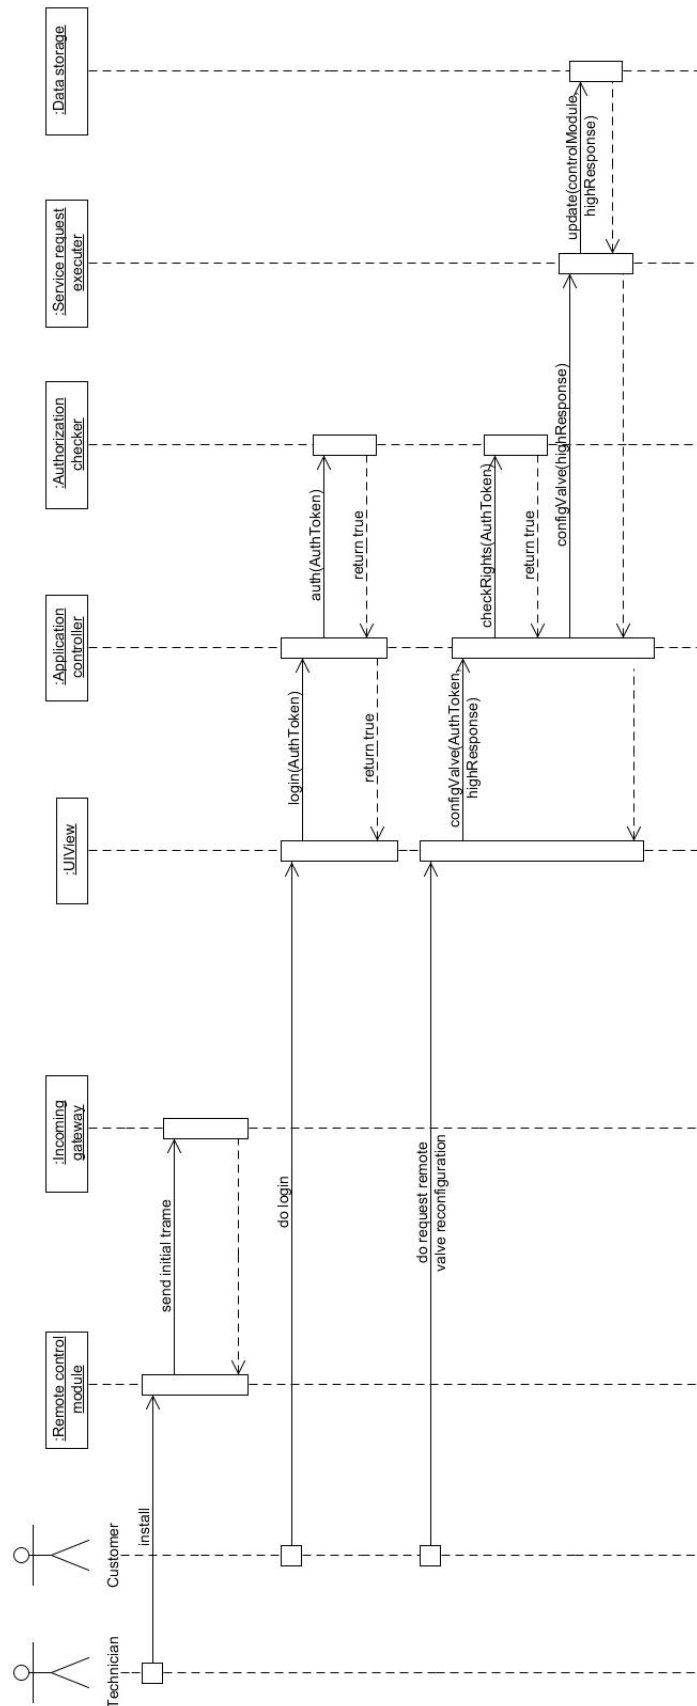 Technician
Customer
:Remote control
module
:Incoming
gateway
:UIView
:Application
controller
:Authorization
checker
:Service request
executer
:Data storage
install
send initial trame
do login
login(AuthToken)
auth(AuthToken)
return true
return true
do request remote
valve reconfiguration
configValve(AuthToken,
highResponse)
checkRights(AuthToken)
return true
configValve(highResponse)
update(controlModule,
highResponse)